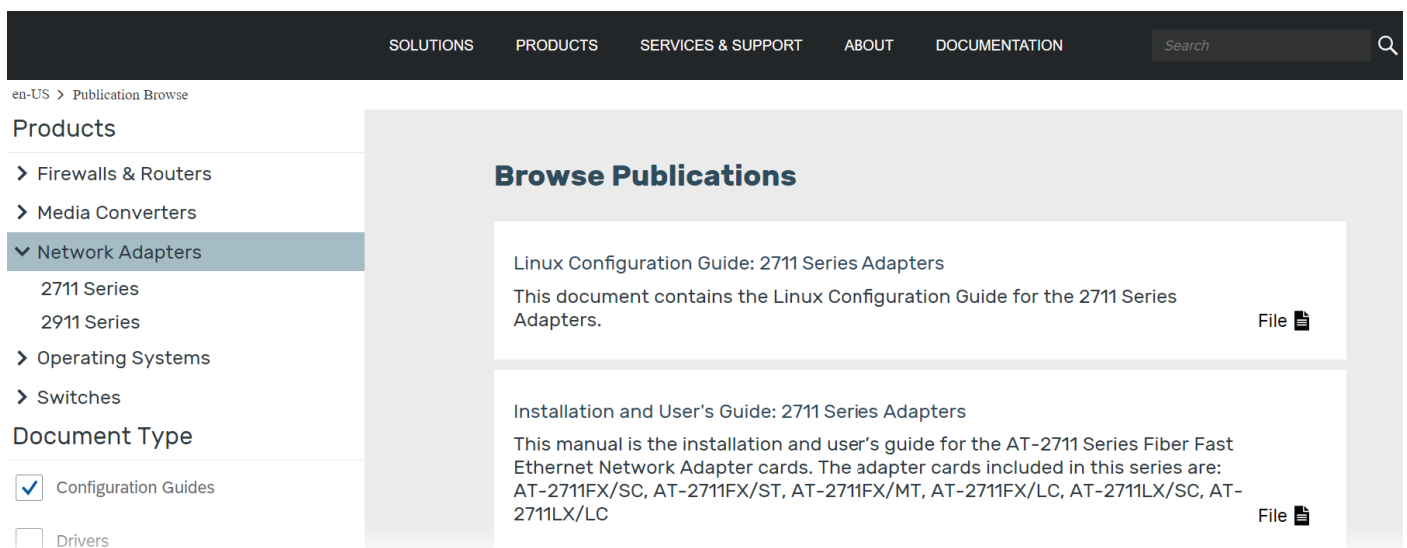 SOLUTIONS PRODUCTS SERVICES & SUPPORT ABOUT DOCUMENTATION Search
en-US > Publication Browse
Products
Firewalls & Routers
Media Converters
Network Adapters
2711 Series
2911 Series
Operating Systems
Switches
Document Type
Configuration Guides
Drivers
Browse Publications
Linux Configuration Guide: 2711 Series Adapters
This document contains the Linux Configuration Guide for the 2711 Series
Adapters.
File
Installation and User's Guide: 2711 Series Adapters
This manual is the installation and user’s guide for the AT-2711 Series Fiber Fast
Ethernet Network Adapter cards. The adapter cards included in this series are:
AT-2711FX/SC, AT-2711FX/ST, AT-2711FX/MT, AT-2711FX/LC, AT-2711LX/SC, AT-
2711LX/LC
File